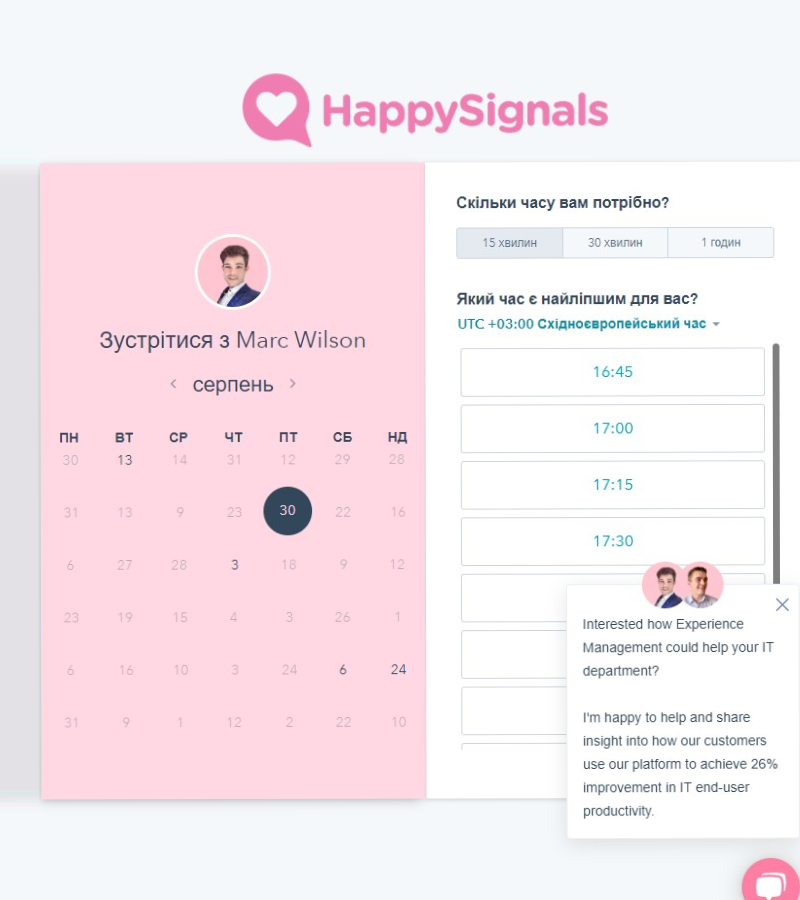 HappySignals
Зустрітися з Marc Wilson
серпень
ПН ВТ СР ЧТ ПТ СБ НД
30 13 14 31 12 29 28
31 13 9 23 30 22 16
6 27 28 3 18 9 12
23 19 15 4 3 26 1
6 16 10 3 24 6 24
31 9 1 12 2 22 10
Скільки часу вам потрібно?
15 хвилин 30 хвилин 1 годин
Який час є найліпшим для вас?
UTC +03:00 Східноєвропейський час
16:45
17:00
17:15
17:30
Interested how Experience
Management could help your IT
department?
I'm happy to help and share
insight into how our customers
use our platform to achieve 26%
improvement in IT end-user
productivity.